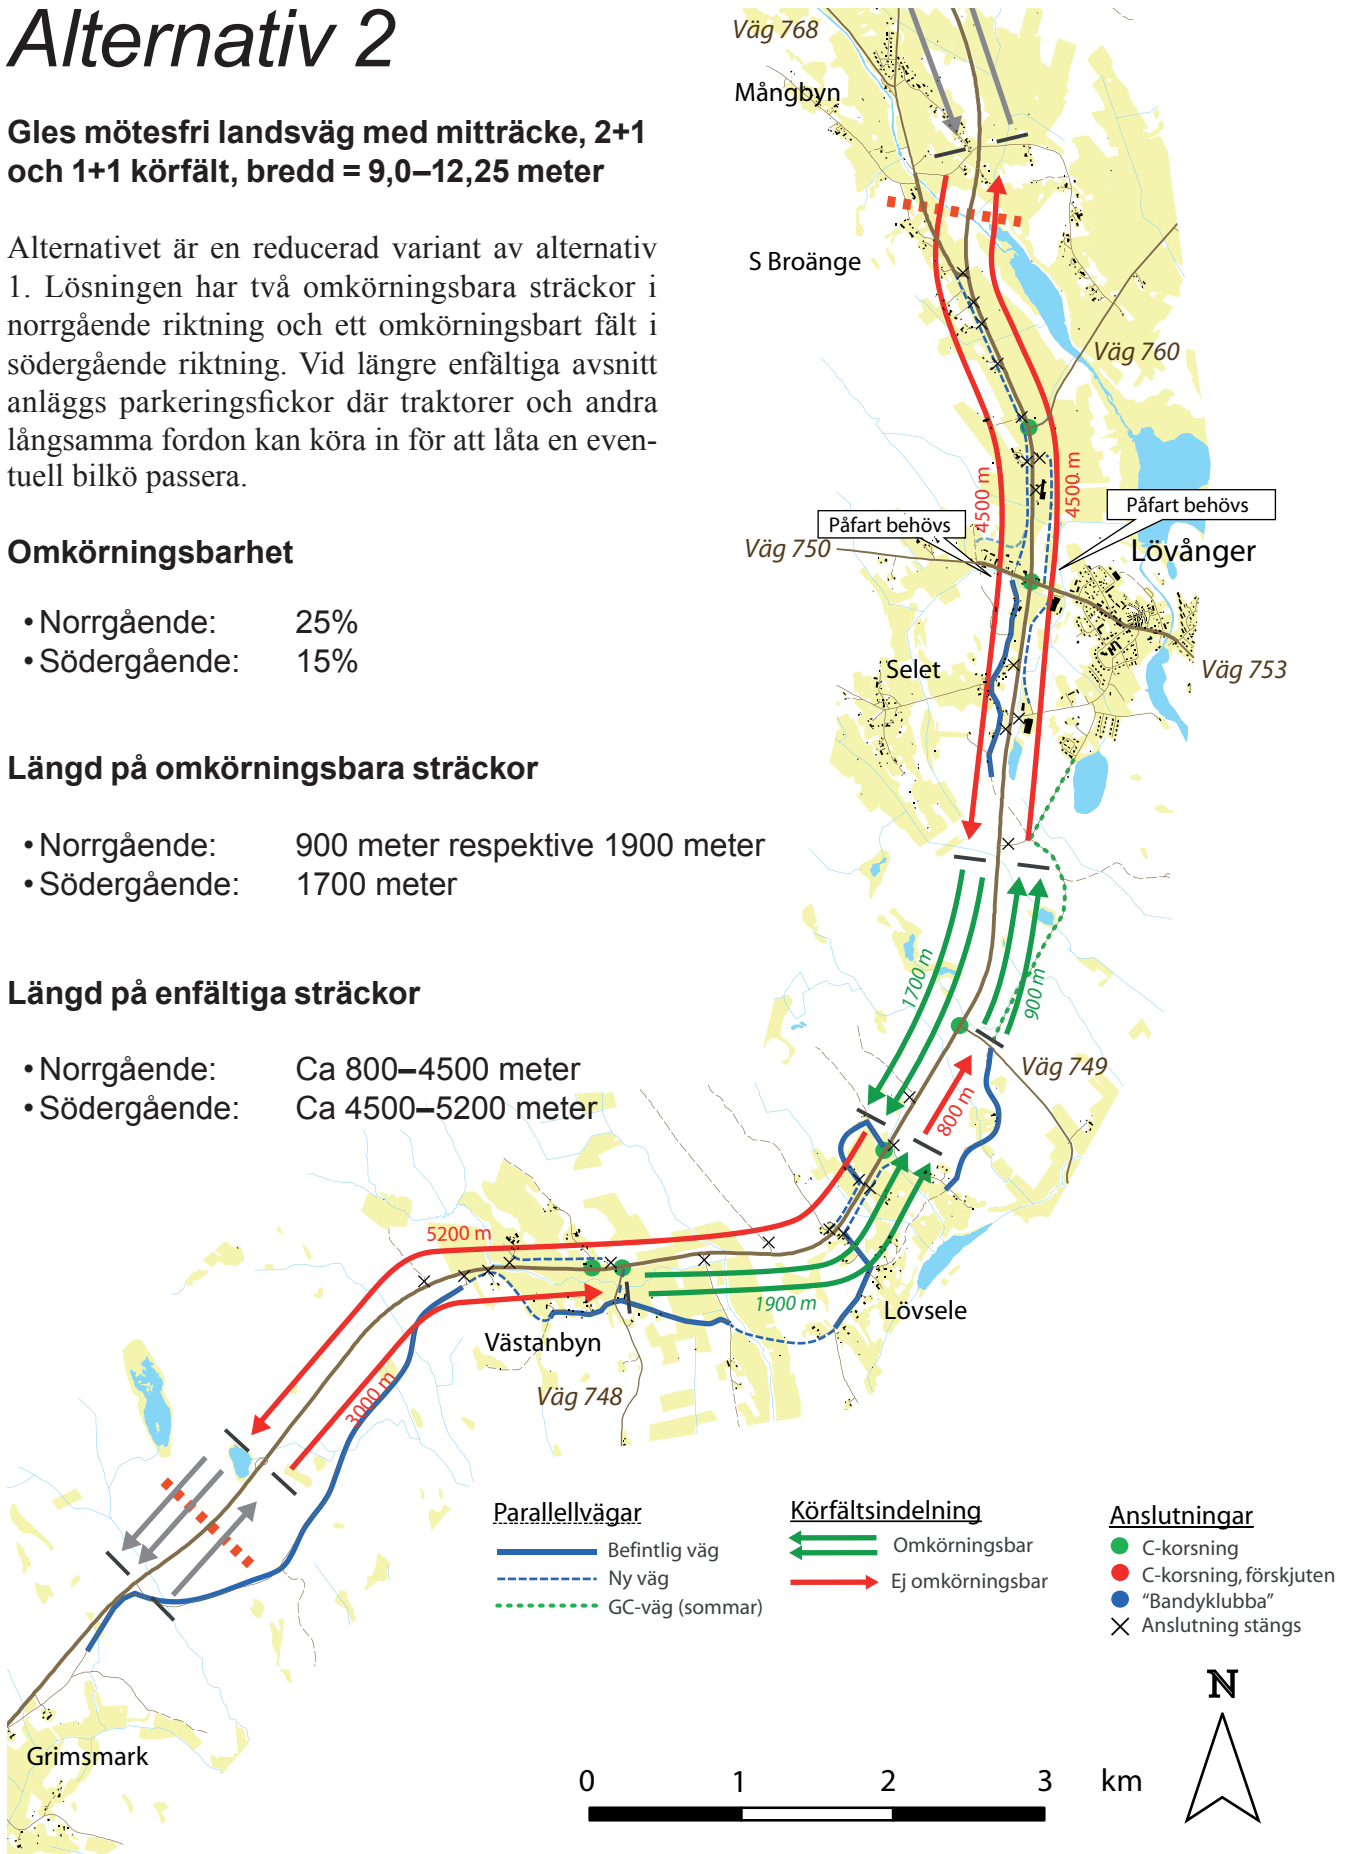 Alternativ 2
Gles mötesfri landsväg med mitträcke, 2+1
och 1+1 körfält, bredd = 9,0–12,25 meter
Alternativet är en reducerad variant av alternativ
1. Lösningen har två omkörningsbara sträckor i
norrgående riktning och ett omkörningsbart fält i
södergående riktning. Vid längre enfältiga avsnitt
anläggs parkeringsfickor där traktorer och andra
långsamma fordon kan köra in för att låta en even-
tuell bilkö passera.
Omkörningsbarhet
• Norrgående: 25%
• Södergående: 15%
Längd på omkörningsbara sträckor
• Norrgående: 900 meter respektive 1900 meter
• Södergående: 1700 meter
Längd på enfältiga sträckor
• Norrgående: Ca 800–4500 meter
• Södergående: Ca 4500–5200 meter
Väg 768
Mångbyn
S Broänge
Väg 760
4500 m
4500 m
Påfart behövs
Påfart behövs
Väg 750
Lövånger
Selet
Väg 753
1700 m
900 m
Väg 749
800 m
5200 m
1900 m
Lövsele
Västanbyn
3000 m
Väg 748
Grimsmark
Parallellvägar
Befintlig väg
Ny väg
GC-väg (sommar)
Körfältsindelning
Omkörningsbar
Ej omkörningsbar
Anslutningar
C-korsning
C-korsning, förskjuten
“Bandyklubba”
Anslutning stängs
N
0 1 2 3 km